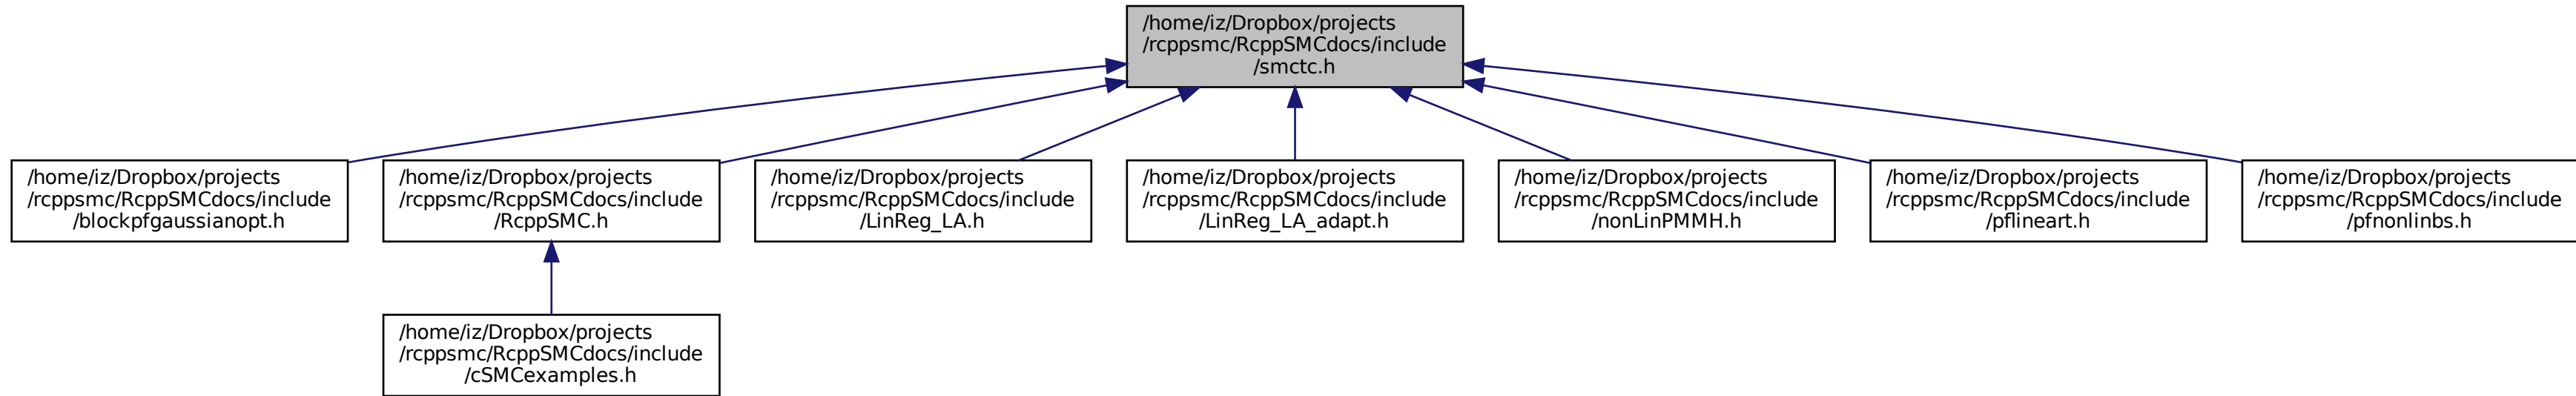 /home/iz/Dropbox/projects
/rcppsmc/RcppSMCdocs/include
/smctc.h
/home/iz/Dropbox/projects
/rcppsmc/RcppSMCdocs/include
/blockpfgaussianopt.h
/home/iz/Dropbox/projects
/rcppsmc/RcppSMCdocs/include
/RcppSMC.h
/home/iz/Dropbox/projects
/rcppsmc/RcppSMCdocs/include
/LinReg_LA.h
/home/iz/Dropbox/projects
/rcppsmc/RcppSMCdocs/include
/LinReg_LA_adapt.h
/home/iz/Dropbox/projects
/rcppsmc/RcppSMCdocs/include
/nonLinPMMH.h
/home/iz/Dropbox/projects
/rcppsmc/RcppSMCdocs/include
/pflineart.h
/home/iz/Dropbox/projects
/rcppsmc/RcppSMCdocs/include
/pfnonlinbs.h
/home/iz/Dropbox/projects
/rcppsmc/RcppSMCdocs/include
/cSMCexamples.h